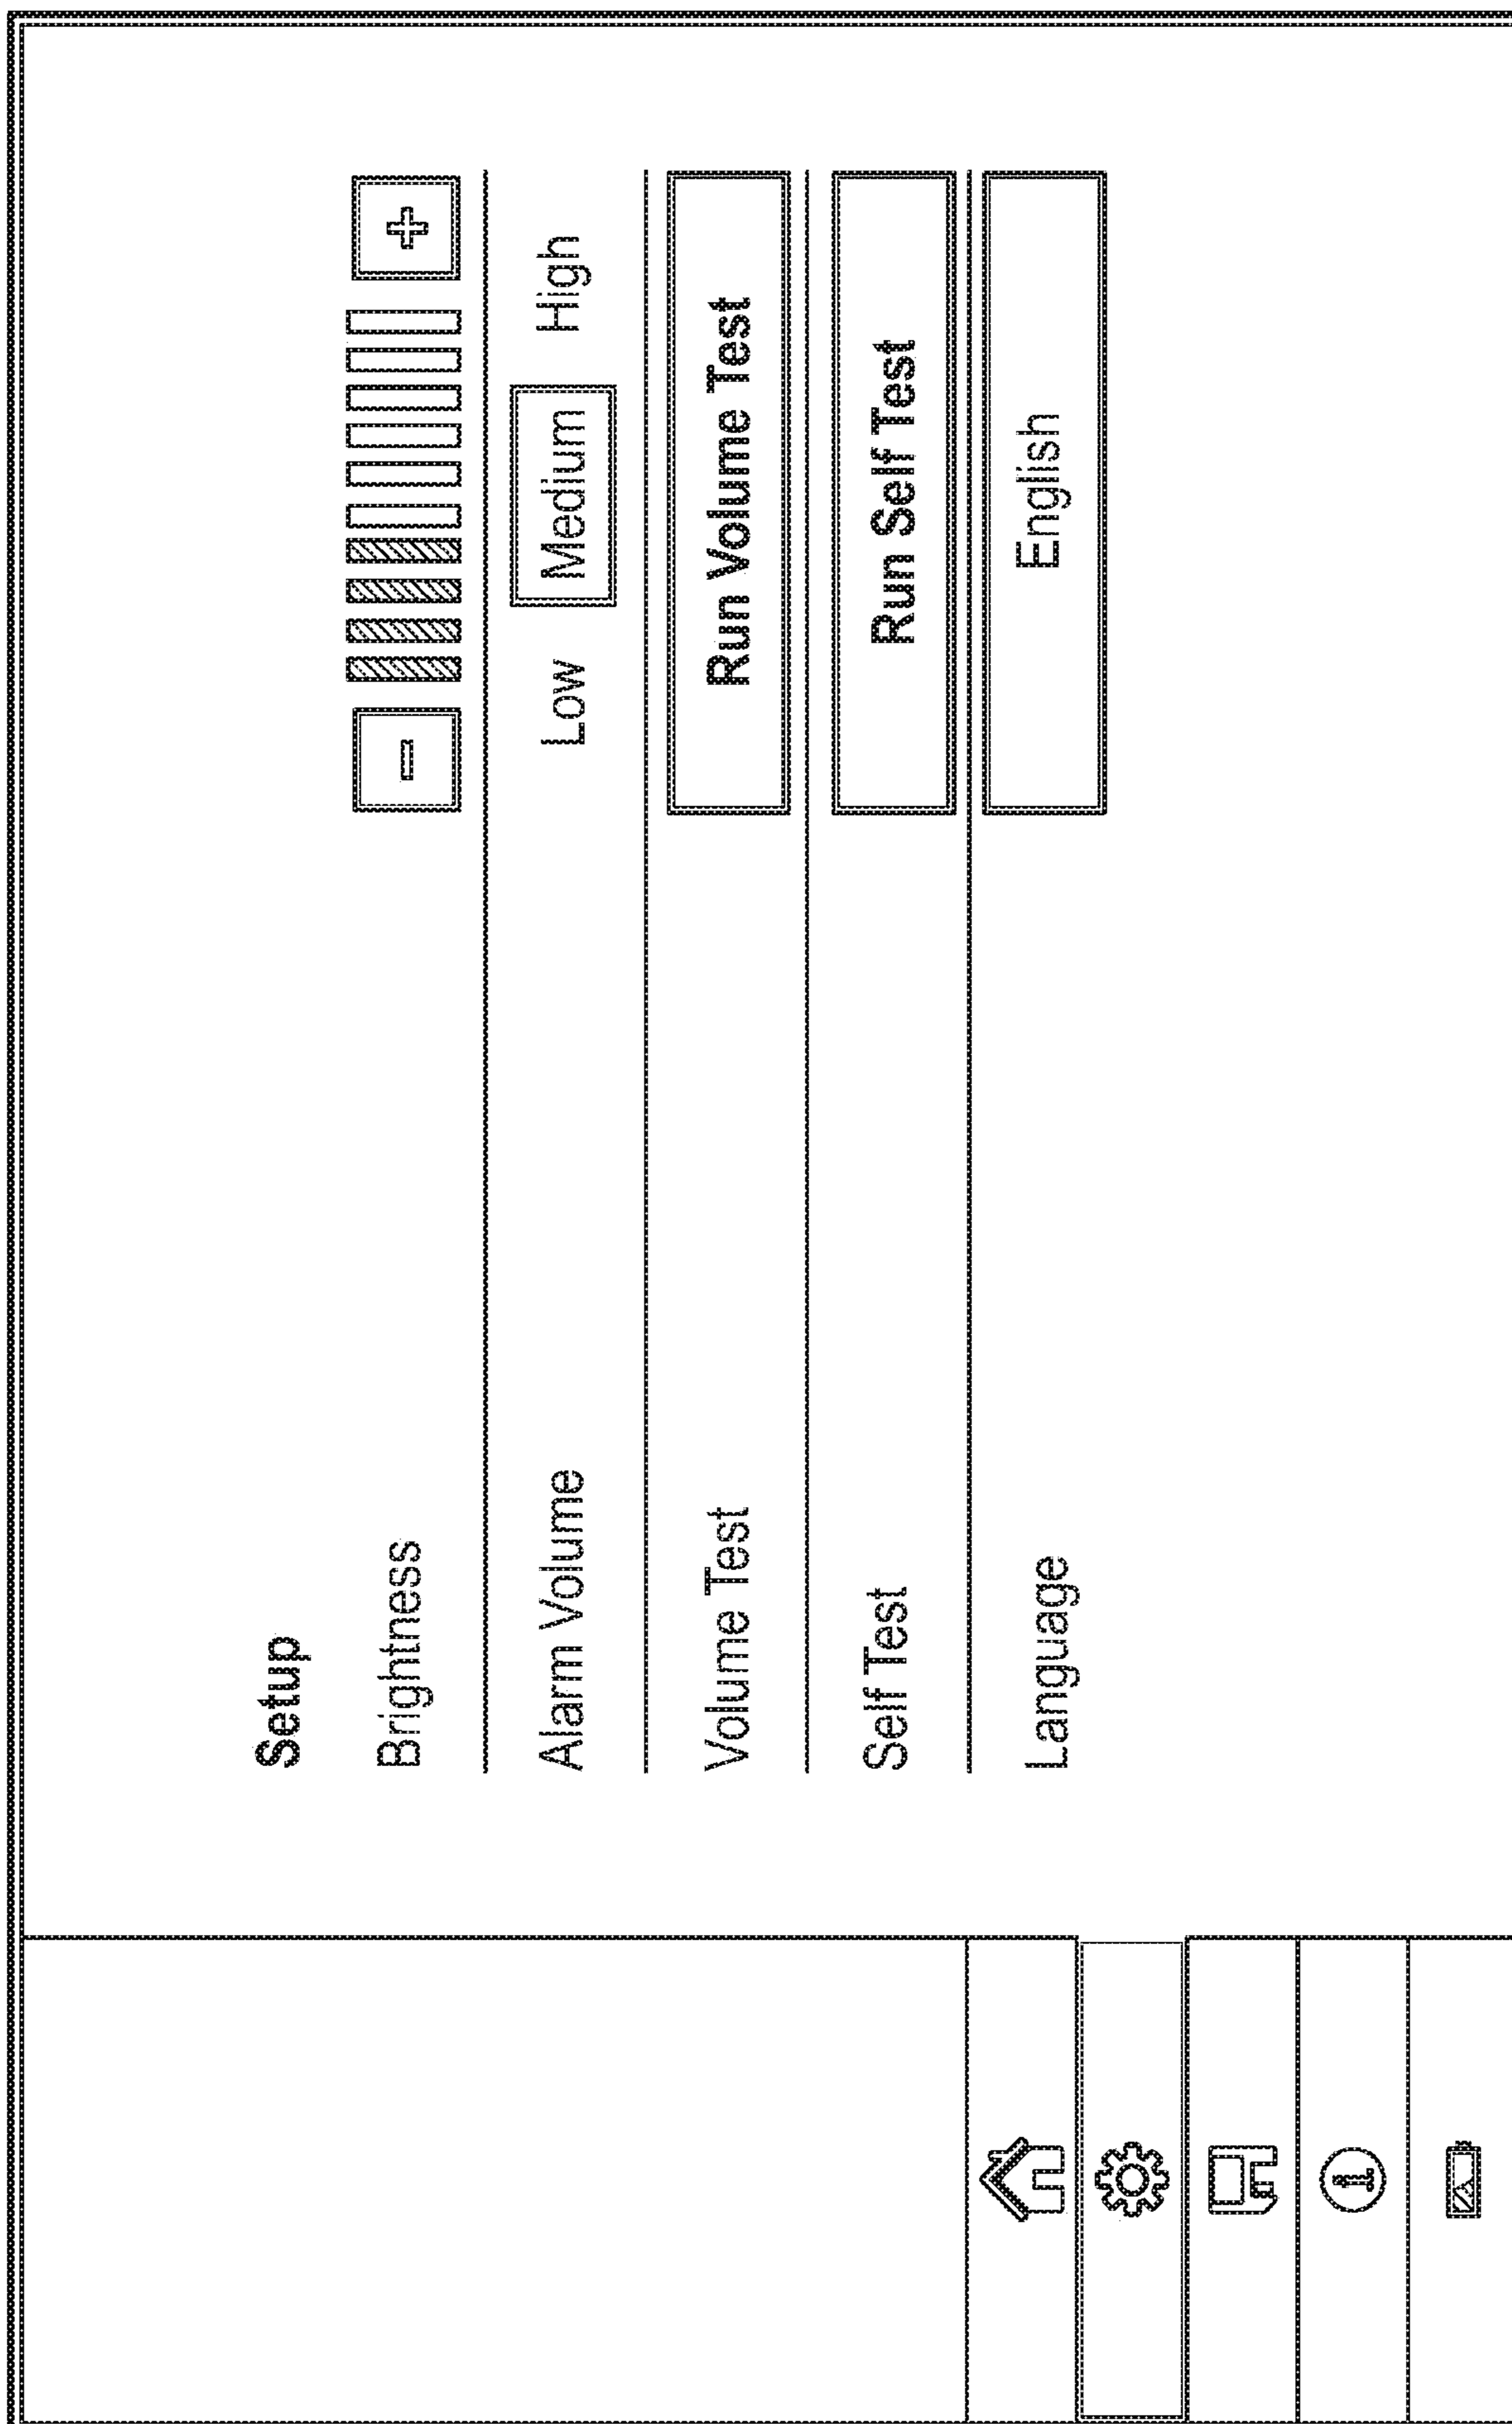 Setup
Brightness - +
Alarm Volume Low Medium High
Volume Test Run Volume Test
Self Test Run Self Test
Language English
i